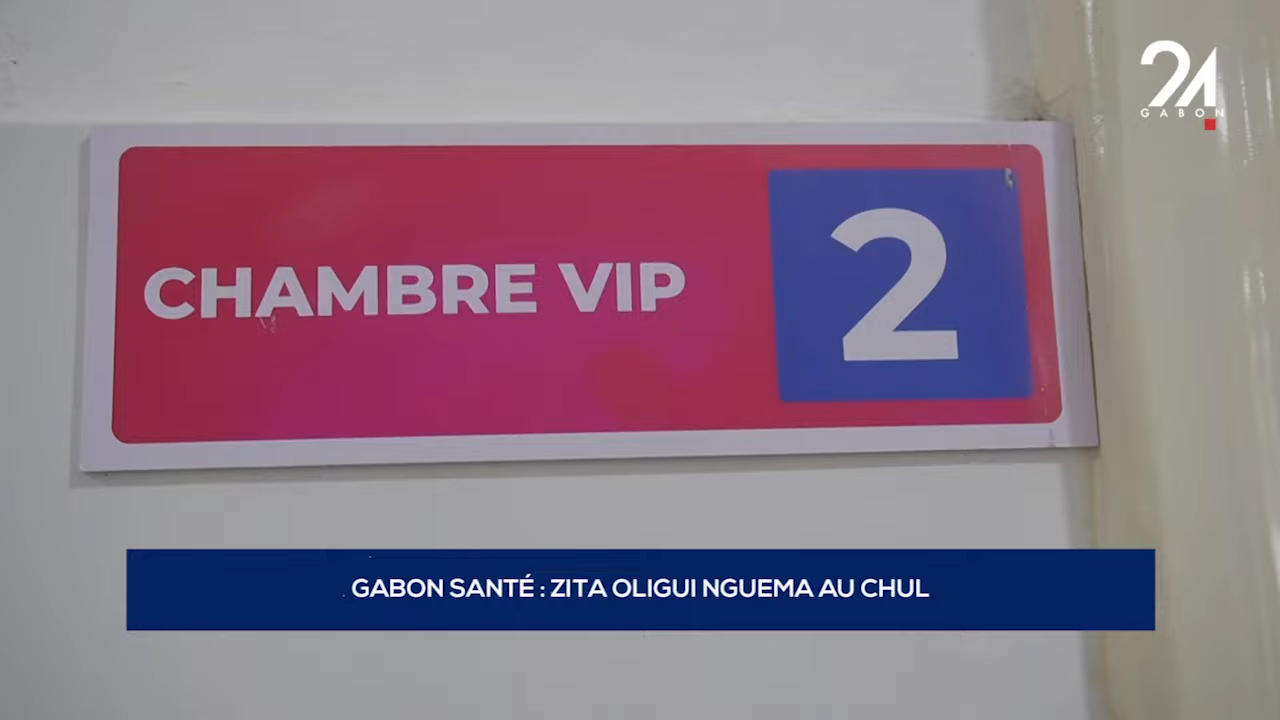 24
GABON
CHAMBRE VIP 2
GABON SANTÉ : ZITA OLIGUI NGUEMA AU CHUL